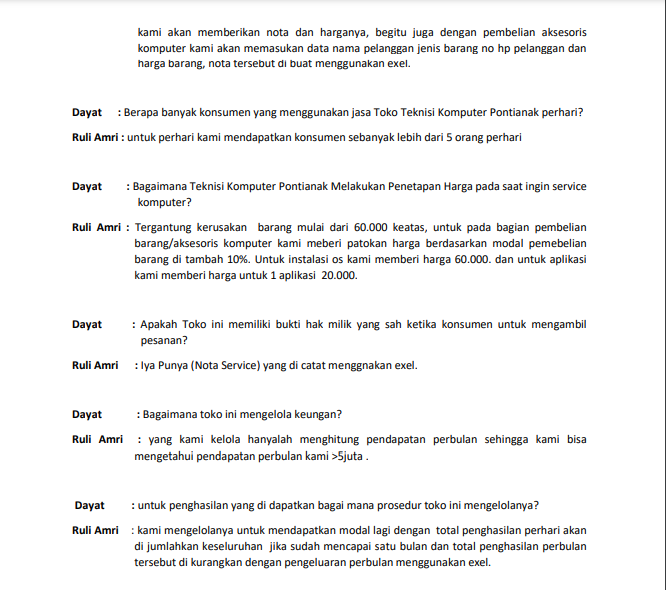 kami akan memberikan nota dan harganya, begitu juga dengan pembelian aksesoris
komputer kami akan memasukan data nama pelanggan jenis barang no hp pelanggan dan
harga barang, nota tersebut di buat menggunakan exel.
Dayat : Berapa banyak konsumen yang menggunakan jasa Toko Teknisi Komputer Pontianak perhari?
Ruli Amri : untuk perhari kami mendapatkan konsumen sebanyak lebih dari 5 orang perhari
Dayat : Bagaimana Teknisi Komputer Pontianak Melakukan Penetapan Harga pada saat ingin service
komputer?
Ruli Amri : Tergantung kerusakan barang mulai dari 60.000 keatas, untuk pada bagian pembelian
barang/aksesoris komputer kami meberi patokan harga berdasarkan modal pemebelian
barang di tambah 10%. Untuk instalasi os kami memberi harga 60.000. dan untuk aplikasi
kami memberi harga untuk 1 aplikasi 20.000.
Dayat : Apakah Toko ini memiliki bukti hak milik yang sah ketika konsumen untuk mengambil
pesanan?
Ruli Amri : Iya Punya (Nota Service) yang di catat menggnakan exel.
Dayat : Bagaimana toko ini mengelola keungan?
Ruli Amri : yang kami kelola hanyalah menghitung pendapatan perbulan sehingga kami bisa
mengetahui pendapatan perbulan kami >5juta .
Dayat : untuk penghasilan yang di dapatkan bagai mana prosedur toko ini mengelolanya?
Ruli Amri : kami mengelolanya untuk mendapatkan modal lagi dengan total penghasilan perhari akan
di jumlahkan keseluruhan jika sudah mencapai satu bulan dan total penghasilan perbulan
tersebut di kurangkan dengan pengeluaran perbulan menggunakan exel.